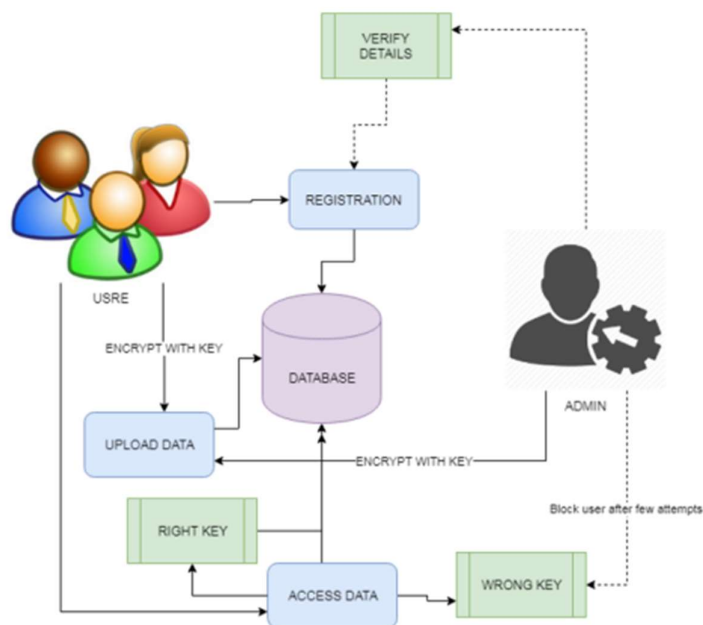 VERIFY
DETAILS
REGISTRATION
USRE
ENCRYPT WITH KEY
DATABASE
ADMIN
UPLOAD DATA
ENCRYPT WITH KEY
Block user after few attempts
RIGHT KEY
WRONG KEY
ACCESS DATA